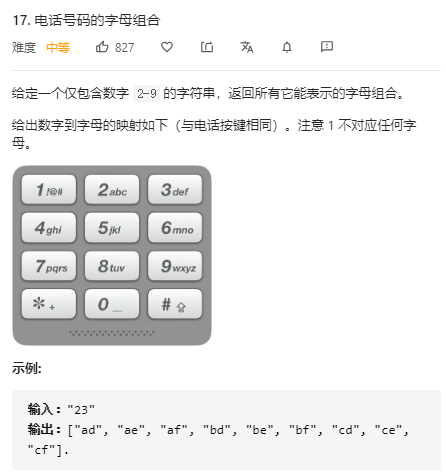 17. 电话号码的字母组合
难度 中等 827
给定一个仅包含数字 2-9 的字符串，返回所有它能表示的字母组合。
给出数字到字母的映射如下（与电话按键相同）。注意 1 不对应任何字
母。
1 !@# 2 abc 3 def
4 ghi 5 jkl 6 mno
7 pqrs 8 tuv 9 wxyz
* + 0 _ # ⇧
示例:
输入："23"
输出：["ad", "ae", "af", "bd", "be", "bf", "cd", "ce",
"cf"].